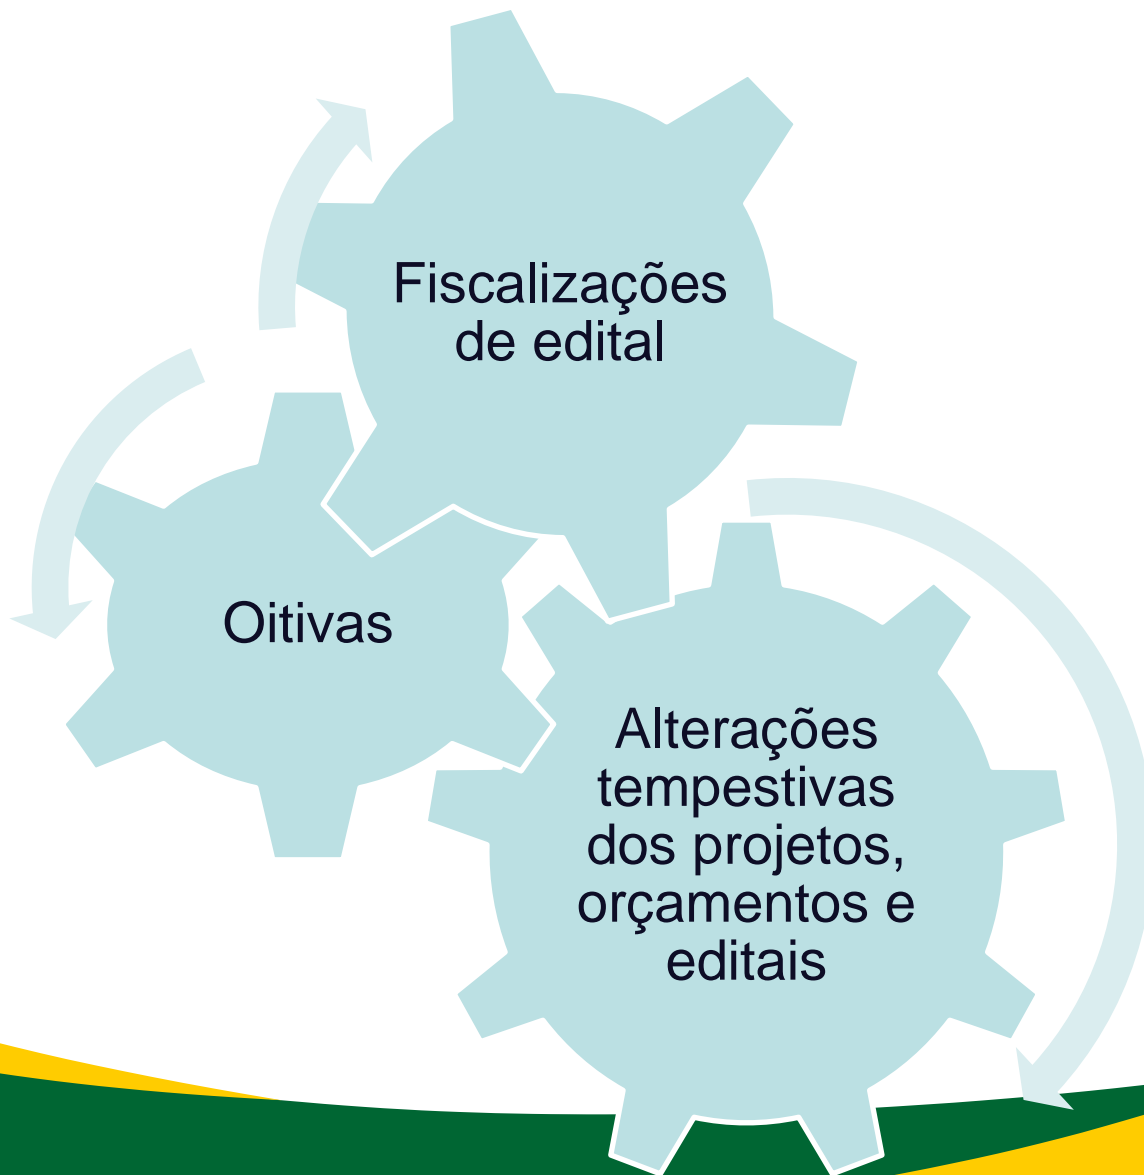 Fiscalizações
de edital
Oitivas
Alterações
tempestivas
dos projetos,
orçamentos e
editais